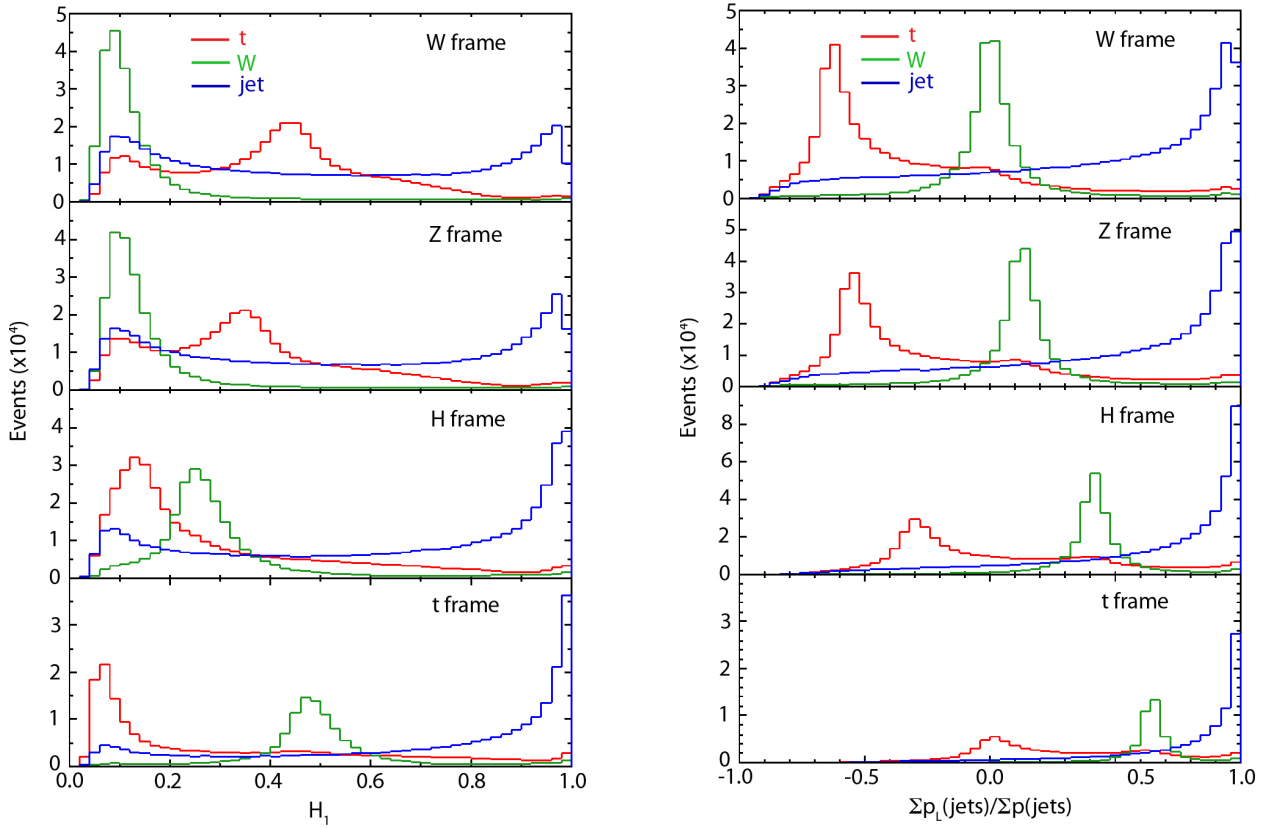 5
4
3
2
1
0
t
W
jet
W frame
4
3
2
1
0
Z frame
4
3
2
1
0
H frame
3
2
1
0
t frame
0.0 0.2 0.4 0.6 0.8 1.0
H1
Events (x10⁴)
5
4
3
2
1
0
t
W
jet
W frame
5
4
3
2
1
0
Z frame
8
6
4
2
0
H frame
3
2
1
0
t frame
-1.0 -0.5 0.0 0.5 1.0
ΣpL(jets)/Σp(jets)
Events (x10⁴)